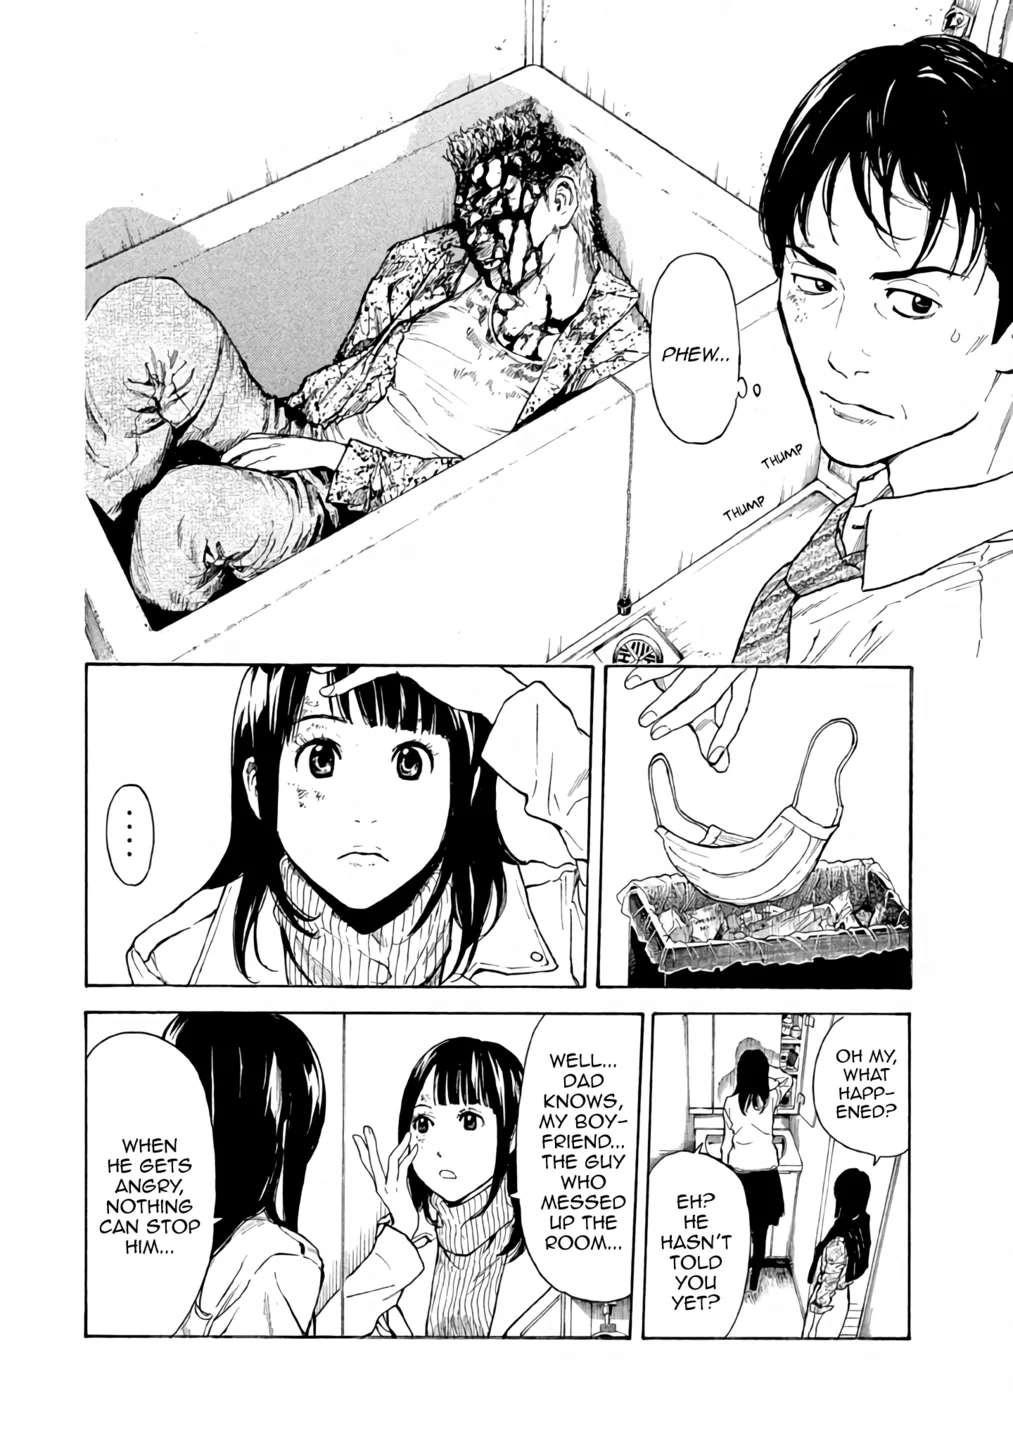 PHEW...
THUMP
THUMP
....
OH MY,
WHAT
HAPP-
ENED?
EH?
HE
HASN'T
TOLD
YOU
YET?
WELL...
DAD
KNOWS,
MY BOY-
FRIEND...
THE GUY
WHO
MESSED
UP THE
ROOM...
WHEN
HE GETS
ANGRY,
NOTHING
CAN STOP
HIM...